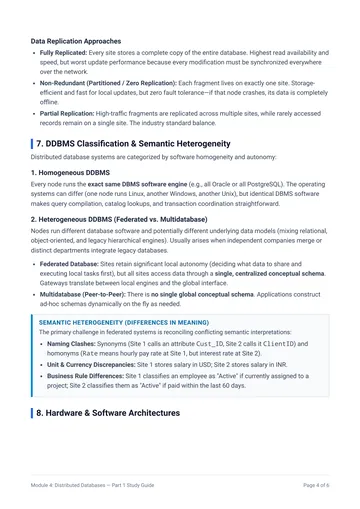 Data Replication Approaches
• Fully Replicated: Every site stores a complete copy of the entire database. Highest read availability and
speed, but worst update performance because every modification must be synchronized everywhere
over the network.
• Non-Redundant (Partitioned / Zero Replication): Each fragment lives on exactly one site. Storage-
efficient and fast for local updates, but zero fault tolerance—if that node crashes, its data is completely
offline.
• Partial Replication: High-traffic fragments are replicated across multiple sites, while rarely accessed
records remain on a single site. The industry standard balance.
7. DDBMS Classification & Semantic Heterogeneity
Distributed database systems are categorized by software homogeneity and autonomy:
1. Homogeneous DDBMS
Every node runs the exact same DBMS software engine (e.g., all Oracle or all PostgreSQL). The operating
systems can differ (one node runs Linux, another Windows, another Unix), but identical DBMS software
makes query compilation, catalog lookups, and transaction coordination straightforward.
2. Heterogeneous DDBMS (Federated vs. Multidatabase)
Nodes run different database software and potentially different underlying data models (mixing relational,
object-oriented, and legacy hierarchical engines). Usually arises when independent companies merge or
distinct departments integrate legacy databases.
• Federated Database: Sites retain significant local autonomy (deciding what data to share and
executing local tasks first), but all sites access data through a single, centralized conceptual schema.
Gateways translate between local engines and the global interface.
• Multidatabase (Peer-to-Peer): There is no single global conceptual schema. Applications construct
ad-hoc schemas dynamically on the fly as needed.
SEMANTIC HETEROGENEITY (DIFFERENCES IN MEANING)
The primary challenge in federated systems is reconciling conflicting semantic interpretations:
• Naming Clashes: Synonyms (Site 1 calls an attribute Cust_ID, Site 2 calls it ClientID) and
homonyms (Rate means hourly pay rate at Site 1, but interest rate at Site 2).
• Unit & Currency Discrepancies: Site 1 stores salary in USD; Site 2 stores salary in INR.
• Business Rule Differences: Site 1 classifies an employee as "Active" if currently assigned to a
project; Site 2 classifies them as "Active" if paid within the last 60 days.
8. Hardware & Software Architectures
Module 4: Distributed Databases — Part 1 Study Guide
Page 4 of 6